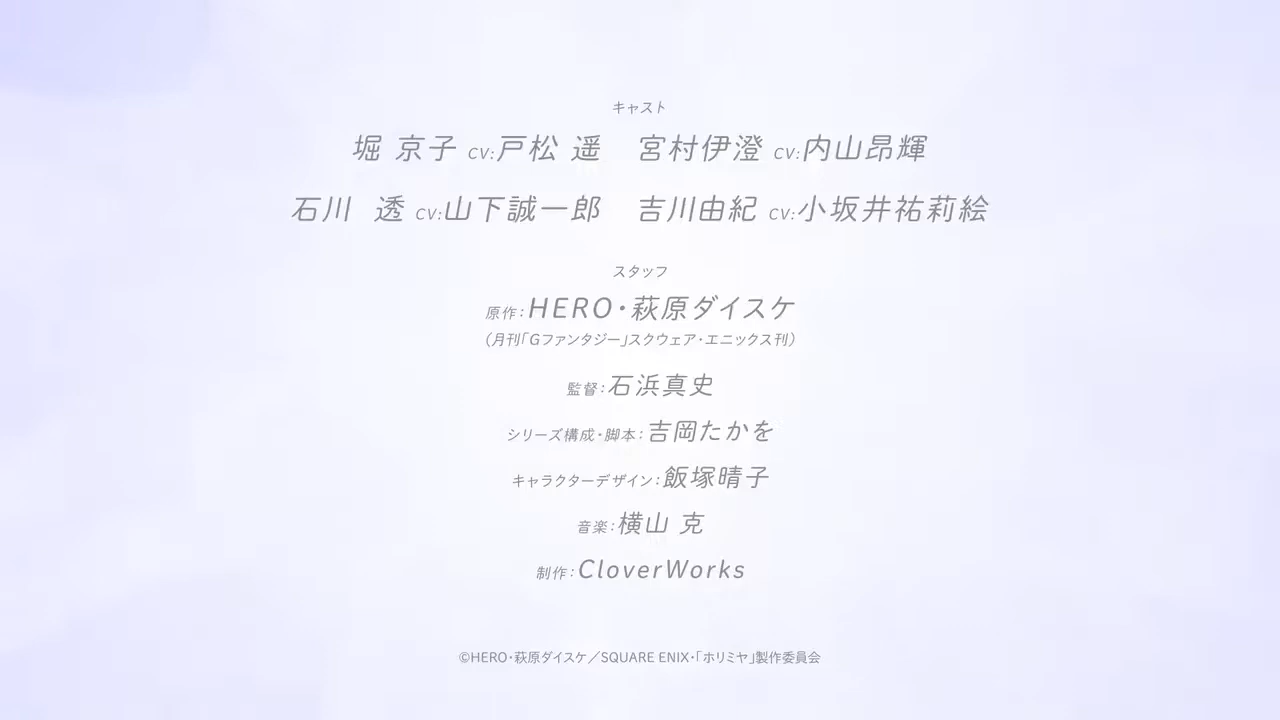 キャスト
堀 京子 CV:戸松 遥　宮村伊澄 CV:内山昂輝
石川 透 CV:山下誠一郎　吉川由紀 CV:小坂井祐莉絵
スタッフ
原作:HERO・萩原ダイスケ
(月刊「Gファンタジー」スクウェア・エニックス刊)
監督:石浜真史
シリーズ構成・脚本:吉岡たかを
キャラクターデザイン:飯塚晴子
音楽:横山 克
制作:CloverWorks
©HERO・萩原ダイスケ／SQUARE ENIX・「ホリミヤ」製作委員会